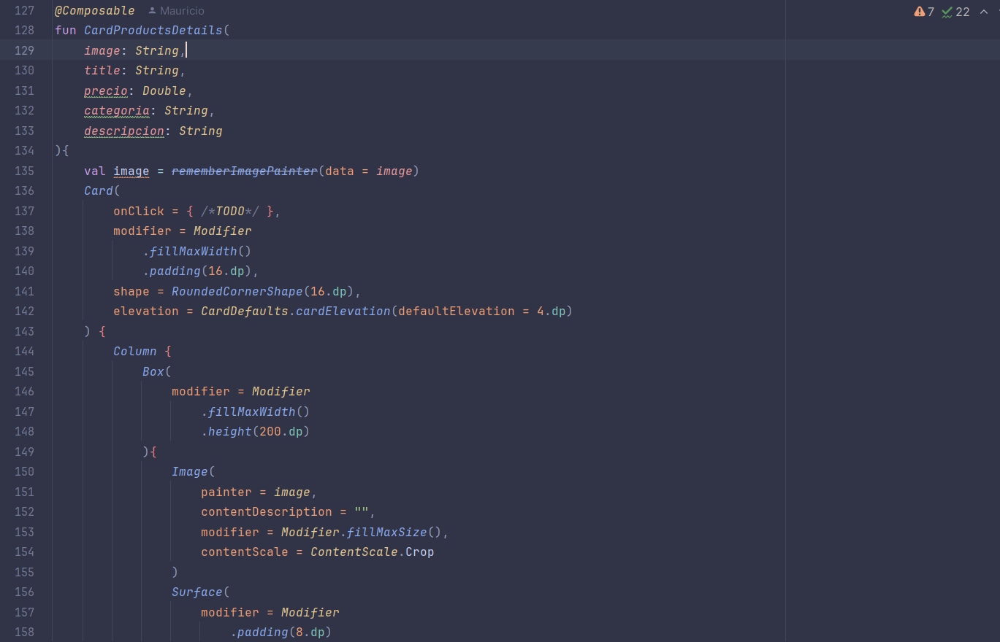 127 @Composable Mauricio 7 22
128 fun CardProductsDetails(
129     image: String,
130     title: String,
131     precio: Double,
132     categoria: String,
133     descripcion: String
134 ){
135     val image = rememberImagePainter(data = image)
136     Card(
137         onClick = { /*TODO*/ },
138         modifier = Modifier
139             .fillMaxWidth()
140             .padding(16.dp),
141         shape = RoundedCornerShape(16.dp),
142         elevation = CardDefaults.cardElevation(defaultElevation = 4.dp)
143     ) {
144         Column {
145             Box(
146                 modifier = Modifier
147                     .fillMaxWidth()
148                     .height(200.dp)
149             ){
150                 Image(
151                     painter = image,
152                     contentDescription = "",
153                     modifier = Modifier.fillMaxSize(),
154                     contentScale = ContentScale.Crop
155                 )
156                 Surface(
157                     modifier = Modifier
158                         .padding(8.dp)